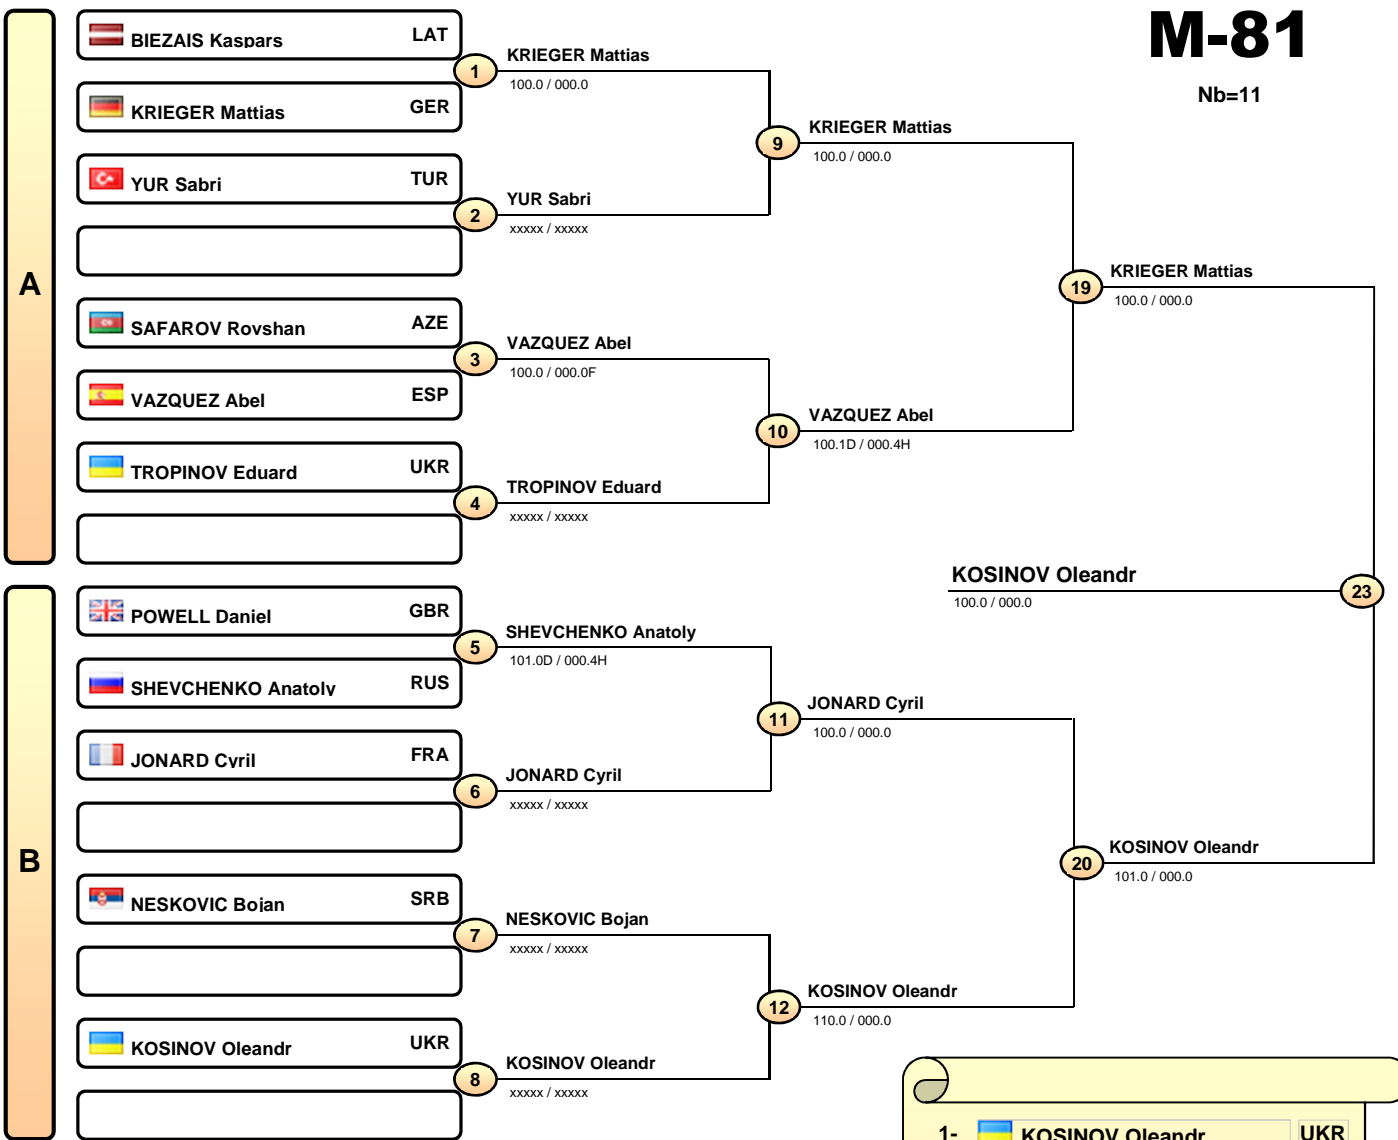 M-81
Nb=11
A
BIEZAIS Kaspars LAT
KRIEGER Mattias GER
YUR Sabri TUR
SAFAROV Rovshan AZE
VAZQUEZ Abel ESP
TROPINOV Eduard UKR
B
POWELL Daniel GBR
SHEVCHENKO Anatoly RUS
JONARD Cyril FRA
NESKOVIC Bojan SRB
KOSINOV Oleandr UKR
1 KRIEGER Mattias
100.0 / 000.0
2 YUR Sabri
xxxxx / xxxxx
3 VAZQUEZ Abel
100.0 / 000.0F
4 TROPINOV Eduard
xxxxx / xxxxx
5 SHEVCHENKO Anatoly
101.0D / 000.4H
6 JONARD Cyril
xxxxx / xxxxx
7 NESKOVIC Bojan
xxxxx / xxxxx
8 KOSINOV Oleandr
xxxxx / xxxxx
9 KRIEGER Mattias
100.0 / 000.0
10 VAZQUEZ Abel
100.1D / 000.4H
11 JONARD Cyril
100.0 / 000.0
12 KOSINOV Oleandr
110.0 / 000.0
19 KRIEGER Mattias
100.0 / 000.0
20 KOSINOV Oleandr
101.0 / 000.0
KOSINOV Oleandr 23
100.0 / 000.0
1- KOSINOV Oleandr UKR